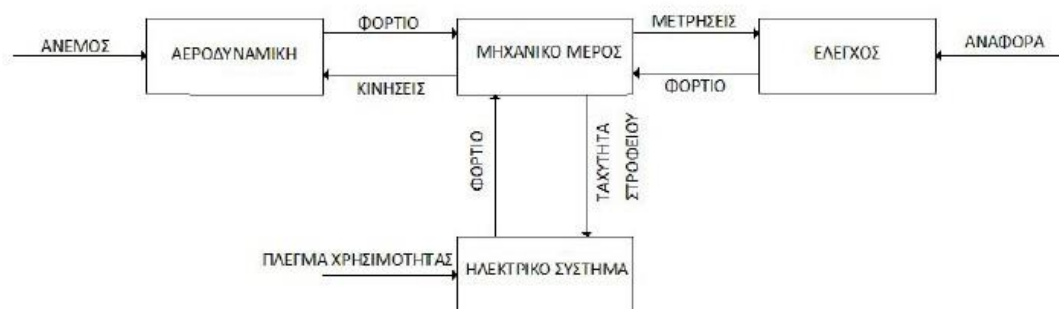 ΦΟΡΤΙΟ
ΜΕΤΡΗΣΕΙΣ
ΑΝΕΜΟΣ
ΑΕΡΟΔΥΝΑΜΙΚΗ
ΜΗΧΑΝΙΚΟ ΜΕΡΟΣ
ΕΛΕΓΧΟΣ
ΑΝΑΦΟΡΑ
ΚΙΝΗΣΕΙΣ
ΦΟΡΤΙΟ
ΦΟΡΤΙΟ
ΤΑΧΥΤΗΤΑ
ΣΤΡΟΦΕΙΟΥ
ΠΛΕΓΜΑ ΧΡΗΣΙΜΟΤΗΤΑΣ
ΗΛΕΚΤΡΙΚΟ ΣΥΣΤΗΜΑ